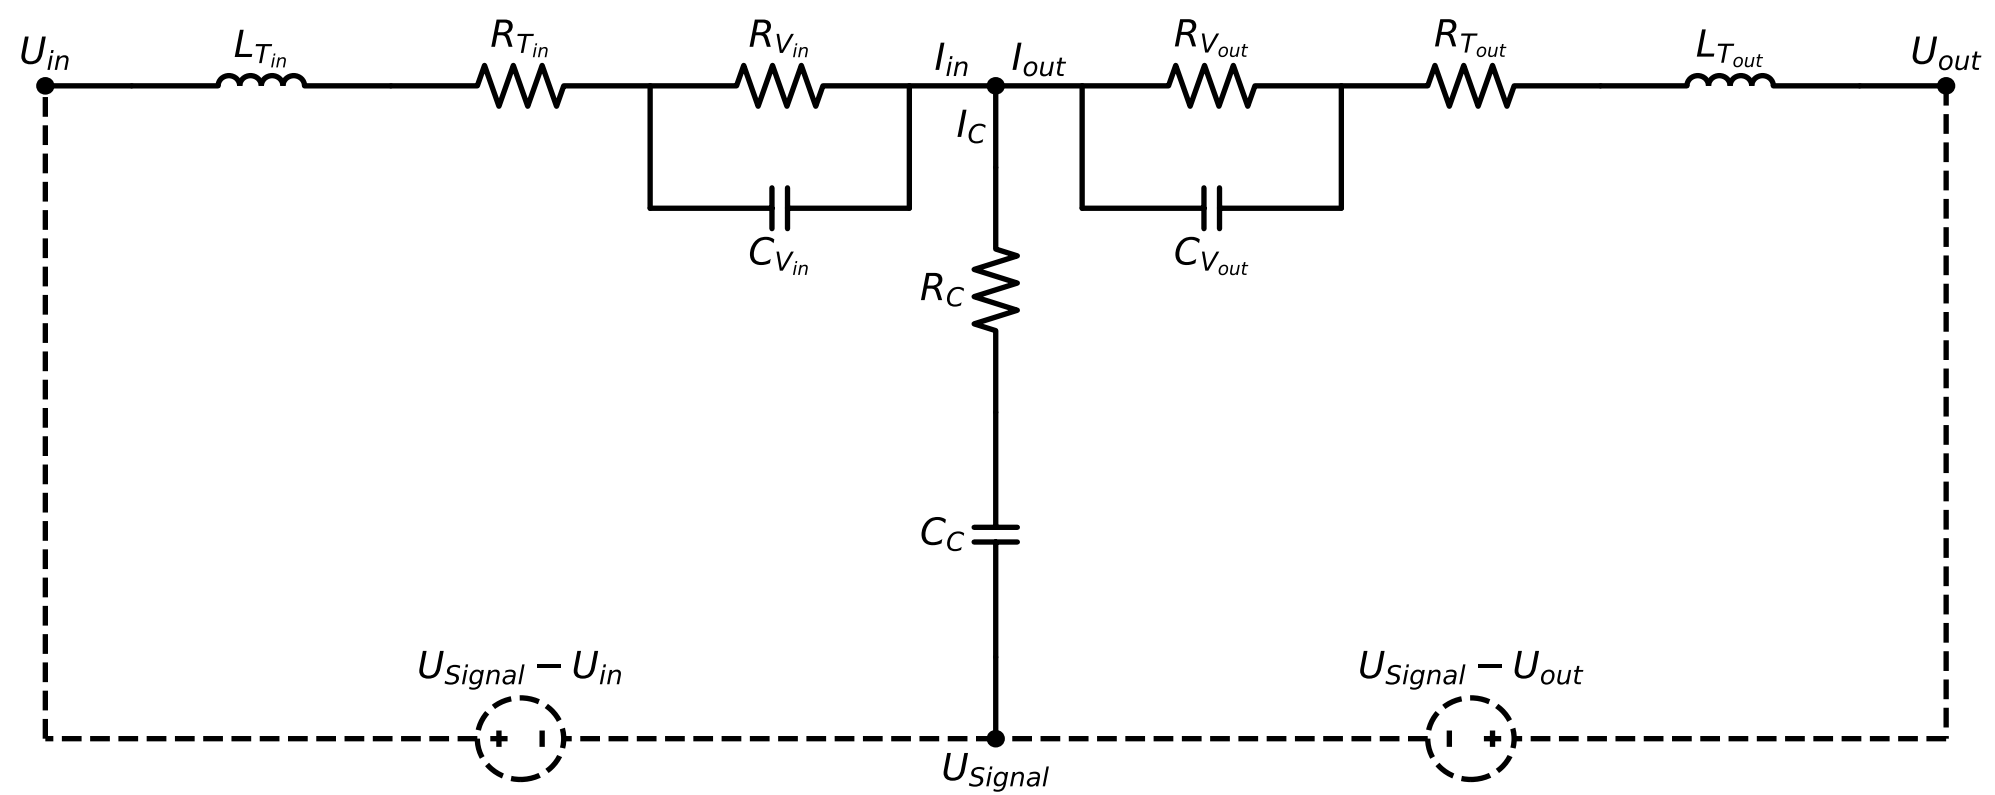 U_in
L_T_in
R_T_in
R_V_in
I_in
I_out
R_V_out
R_T_out
L_T_out
U_out
I_C
C_V_in
C_V_out
R_C
C_C
U_Signal − U_in
U_Signal − U_out
+
−
−
+
U_Signal